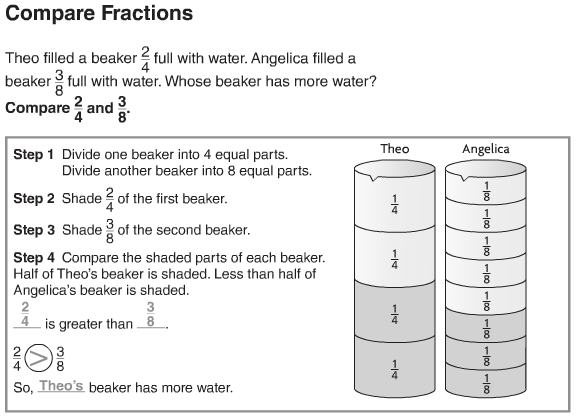 Compare Fractions
Theo filled a beaker 2/4 full with water. Angelica filled a
beaker 3/8 full with water. Whose beaker has more water?
Compare 2/4 and 3/8.
Step 1 Divide one beaker into 4 equal parts.
Divide another beaker into 8 equal parts.
Step 2 Shade 2/4 of the first beaker.
Step 3 Shade 3/8 of the second beaker.
Step 4 Compare the shaded parts of each beaker.
Half of Theo's beaker is shaded. Less than half of
Angelica's beaker is shaded.
2/4 is greater than 3/8.
2/4 > 3/8
So, Theo's beaker has more water.
Theo
1/4
1/4
1/4
1/4
Angelica
1/8
1/8
1/8
1/8
1/8
1/8
1/8
1/8